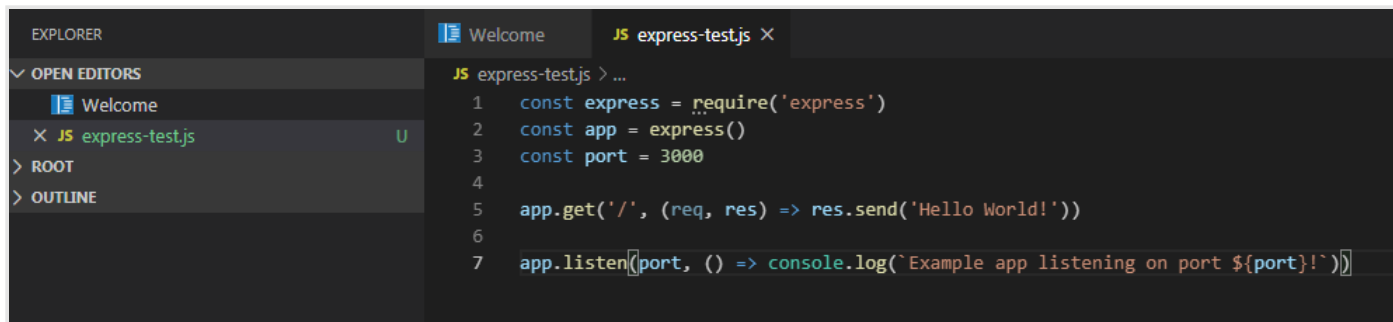 EXPLORER
OPEN EDITORS
Welcome
JS express-test.js U
ROOT
OUTLINE
Welcome
JS express-test.js
JS express-test.js > ...
1 const express = require('express')
2 const app = express()
3 const port = 3000
4
5 app.get('/', (req, res) => res.send('Hello World!'))
6
7 app.listen(port, () => console.log(`Example app listening on port ${port}!`))